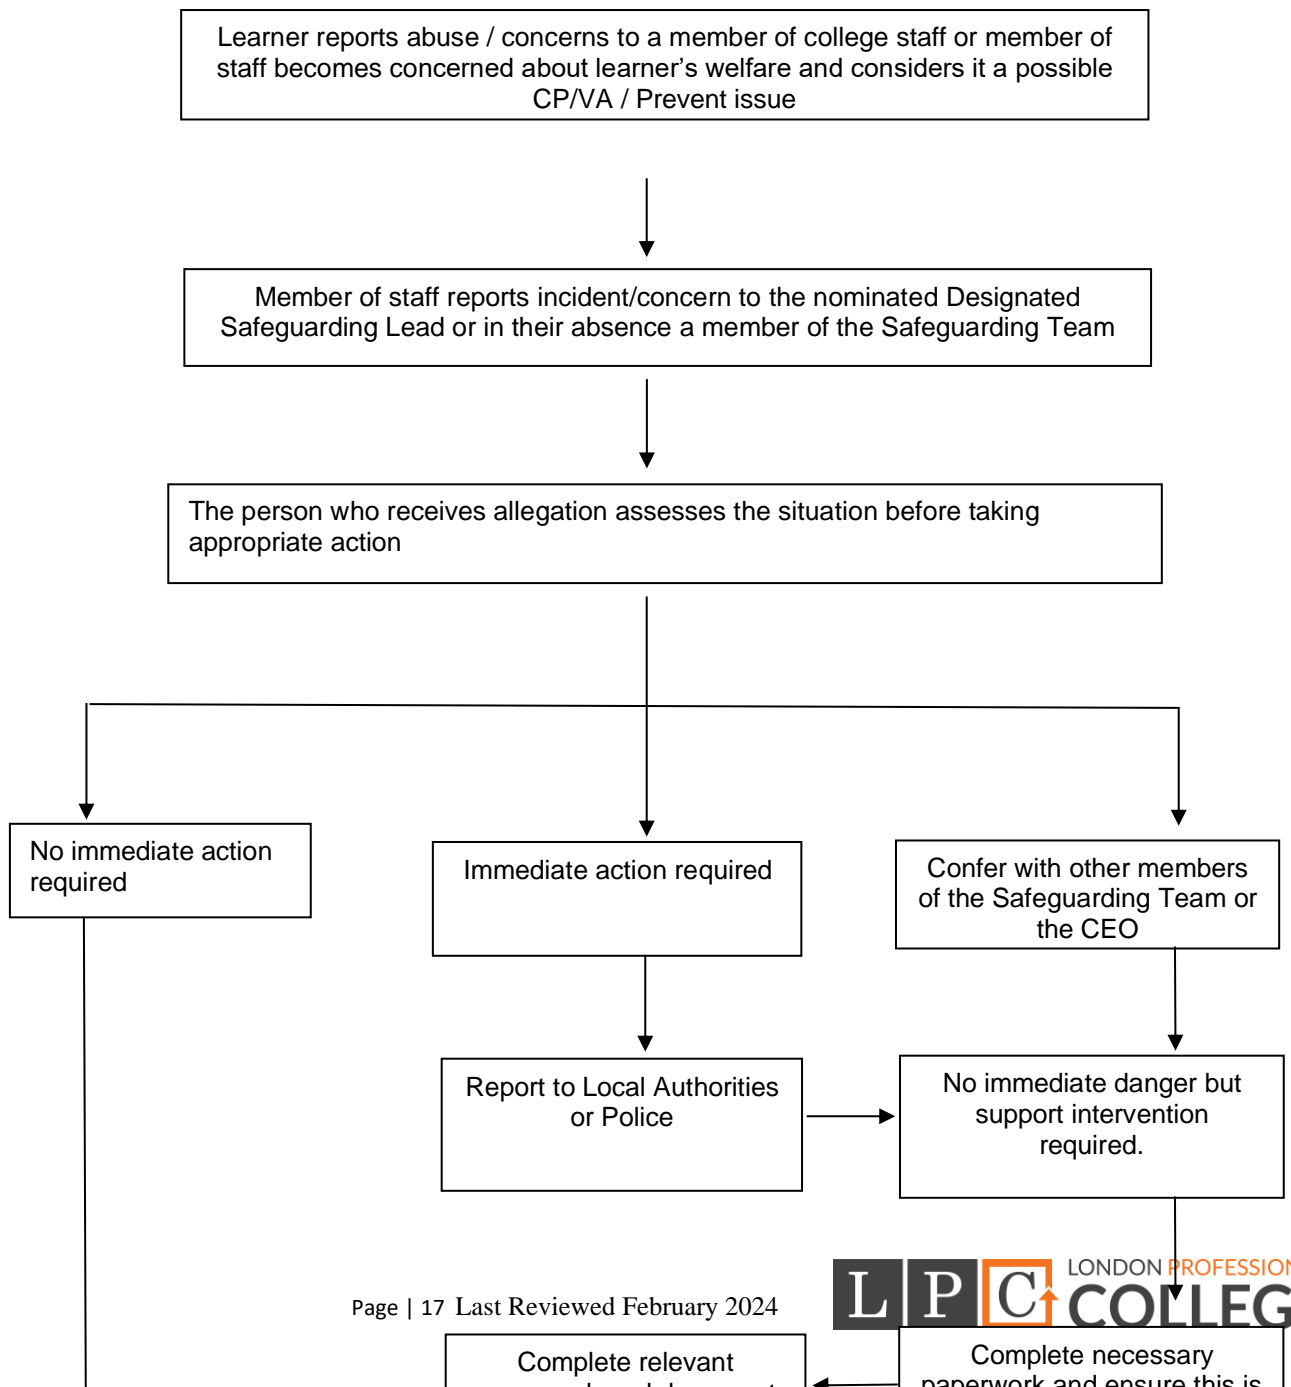 Learner reports abuse / concerns to a member of college staff or member of
staff becomes concerned about learner's welfare and considers it a possible
CP/VA / Prevent issue
Member of staff reports incident/concern to the nominated Designated
Safeguarding Lead or in their absence a member of the Safeguarding Team
The person who receives allegation assesses the situation before taking
appropriate action
No immediate action
required
Immediate action required
Confer with other members
of the Safeguarding Team or
the CEO
Report to Local Authorities
or Police
No immediate danger but
support intervention
required.
Page | 17 Last Reviewed February 2024
LPC
LONDON PROFESSION
COLLEG
Complete relevant
Complete necessary
paperwork and ensure this is